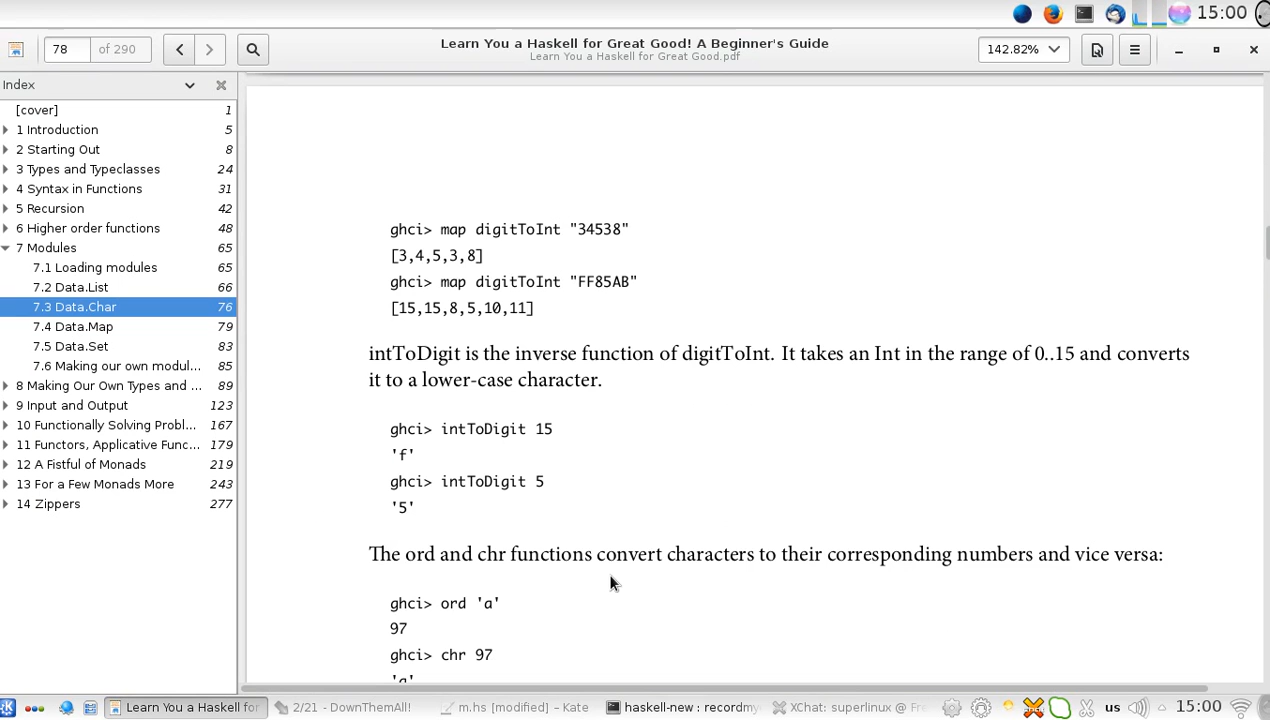 15:00
78 of 290
Learn You a Haskell for Great Good! A Beginner's Guide
Learn You a Haskell for Great Good.pdf
142.82%
Index
[cover] 1
1 Introduction 5
2 Starting Out 8
3 Types and Typeclasses 24
4 Syntax in Functions 31
5 Recursion 42
6 Higher order functions 48
7 Modules 65
7.1 Loading modules 65
7.2 Data.List 66
7.3 Data.Char 76
7.4 Data.Map 79
7.5 Data.Set 83
7.6 Making our own modul... 85
8 Making Our Own Types and ... 89
9 Input and Output 123
10 Functionally Solving Probl... 167
11 Functors, Applicative Func... 179
12 A Fistful of Monads 219
13 For a Few Monads More 243
14 Zippers 277
ghci> map digitToInt "34538"
[3,4,5,3,8]
ghci> map digitToInt "FF85AB"
[15,15,8,5,10,11]
intToDigit is the inverse function of digitToInt. It takes an Int in the range of 0..15 and converts
it to a lower-case character.
ghci> intToDigit 15
'f'
ghci> intToDigit 5
'5'
The ord and chr functions convert characters to their corresponding numbers and vice versa:
ghci> ord 'a'
97
ghci> chr 97
'a'
Learn You a Haskell for
2/21 - DownThemAll!
m.hs [modified] – Kate
haskell-new : recordmy
XChat: superlinux @ Fr
us
15:00